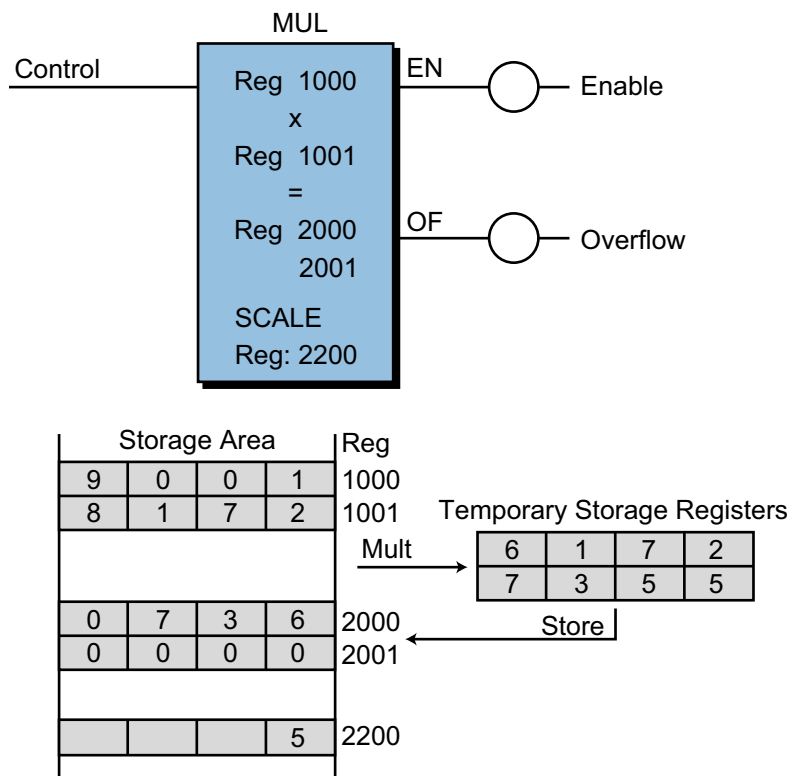 MUL
Control
EN
Enable
Reg 1000
x
Reg 1001
=
Reg 2000
2001
OF
Overflow
SCALE
Reg: 2200
Storage Area
Reg
9 0 0 1 1000
8 1 7 2 1001
Temporary Storage Registers
Mult
6 1 7 2
7 3 5 5
0 7 3 6 2000
Store
0 0 0 0 2001
5 2200